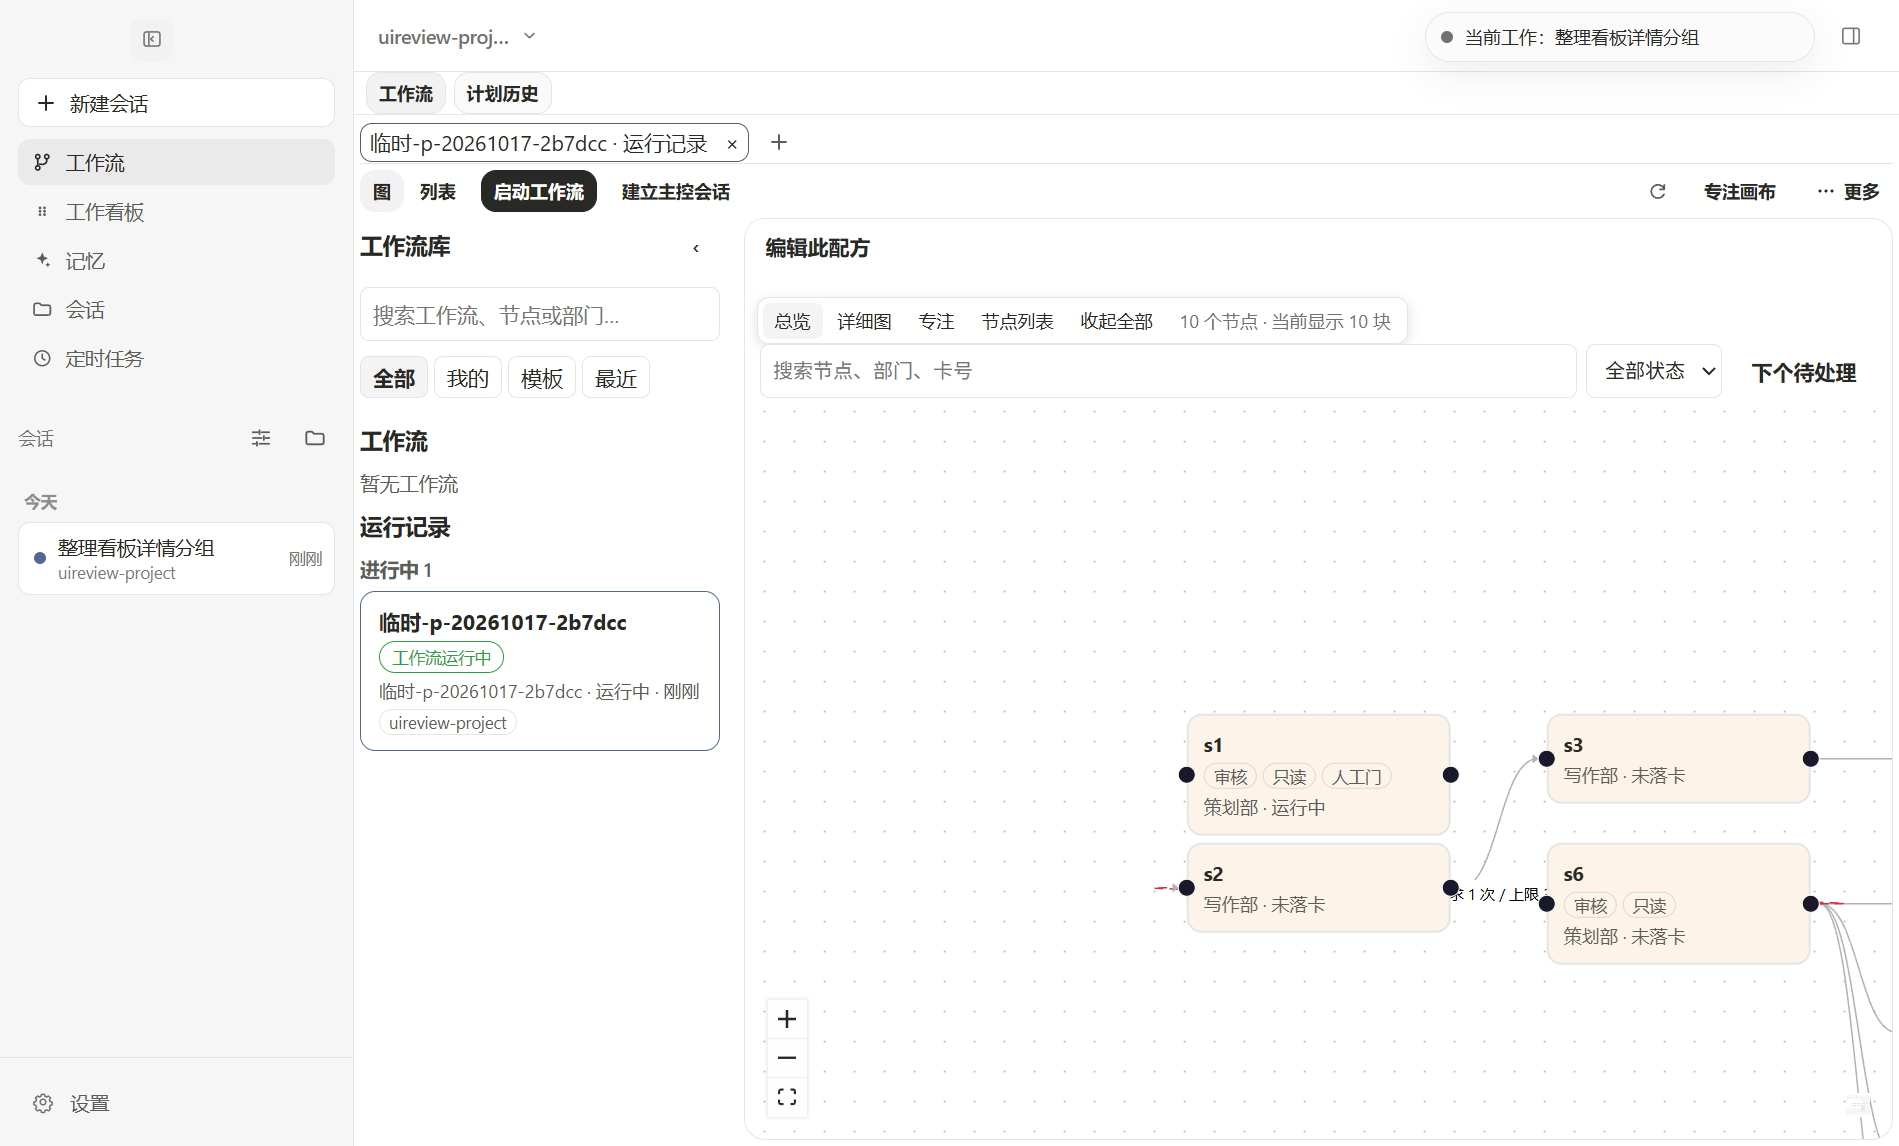 uireview-proj...
当前工作：整理看板详情分组
新建会话
工作流
工作看板
记忆
会话
定时任务
会话
今天
整理看板详情分组
uireview-project
刚刚
设置
工作流
计划历史
临时-p-20261017-2b7dcc · 运行记录 ×
图
列表
启动工作流
建立主控会话
专注画布
··· 更多
工作流库
搜索工作流、节点或部门...
全部
我的
模板
最近
工作流
暂无工作流
运行记录
进行中 1
临时-p-20261017-2b7dcc
工作流运行中
临时-p-20261017-2b7dcc · 运行中 · 刚刚
uireview-project
编辑此配方
总览
详细图
专注
节点列表
收起全部
10 个节点 · 当前显示 10 块
搜索节点、部门、卡号
全部状态
下个待处理
s1
审核
只读
人工门
策划部 · 运行中
s3
写作部 · 未落卡
s2
写作部 · 未落卡
1 次 / 上限
s6
审核
只读
策划部 · 未落卡